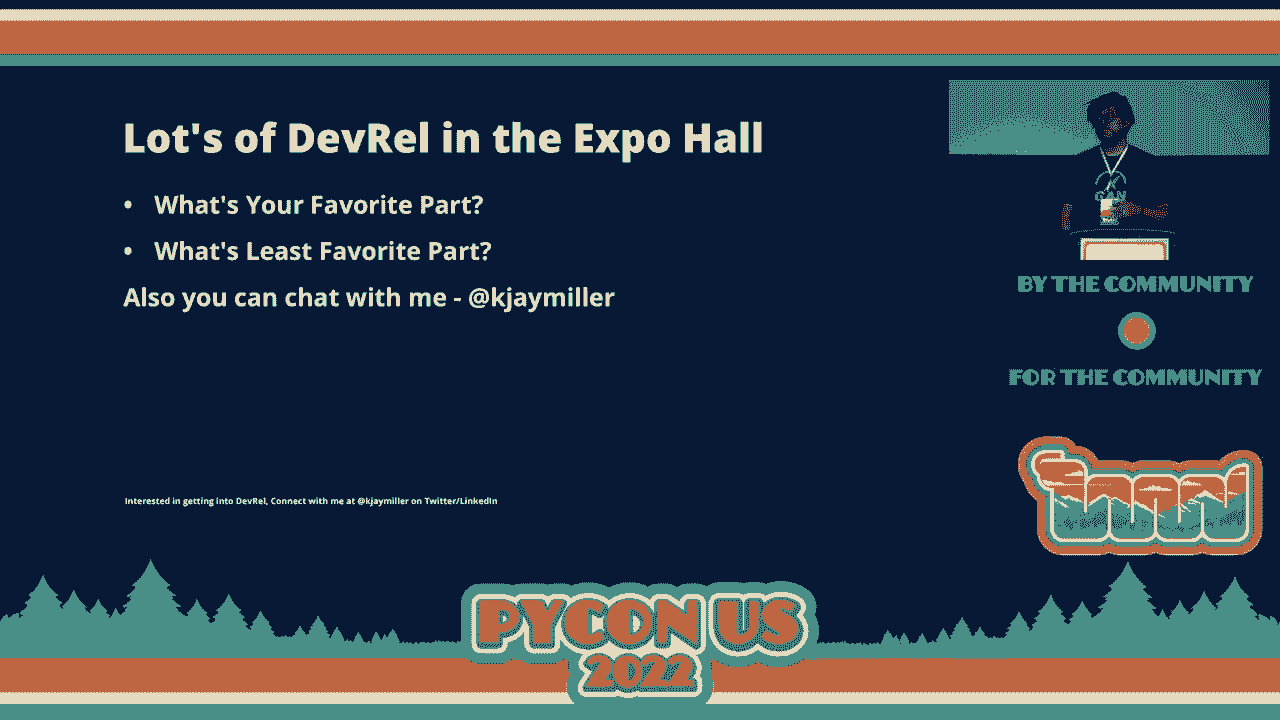 Lot's of DevRel in the Expo Hall
• What's Your Favorite Part?
• What's Least Favorite Part?
Also you can chat with me - @kjaymiller
Interested in getting into DevRel, Connect with me at @kjaymiller on Twitter/LinkedIn
BY THE COMMUNITY
FOR THE COMMUNITY
PYCON US
2022